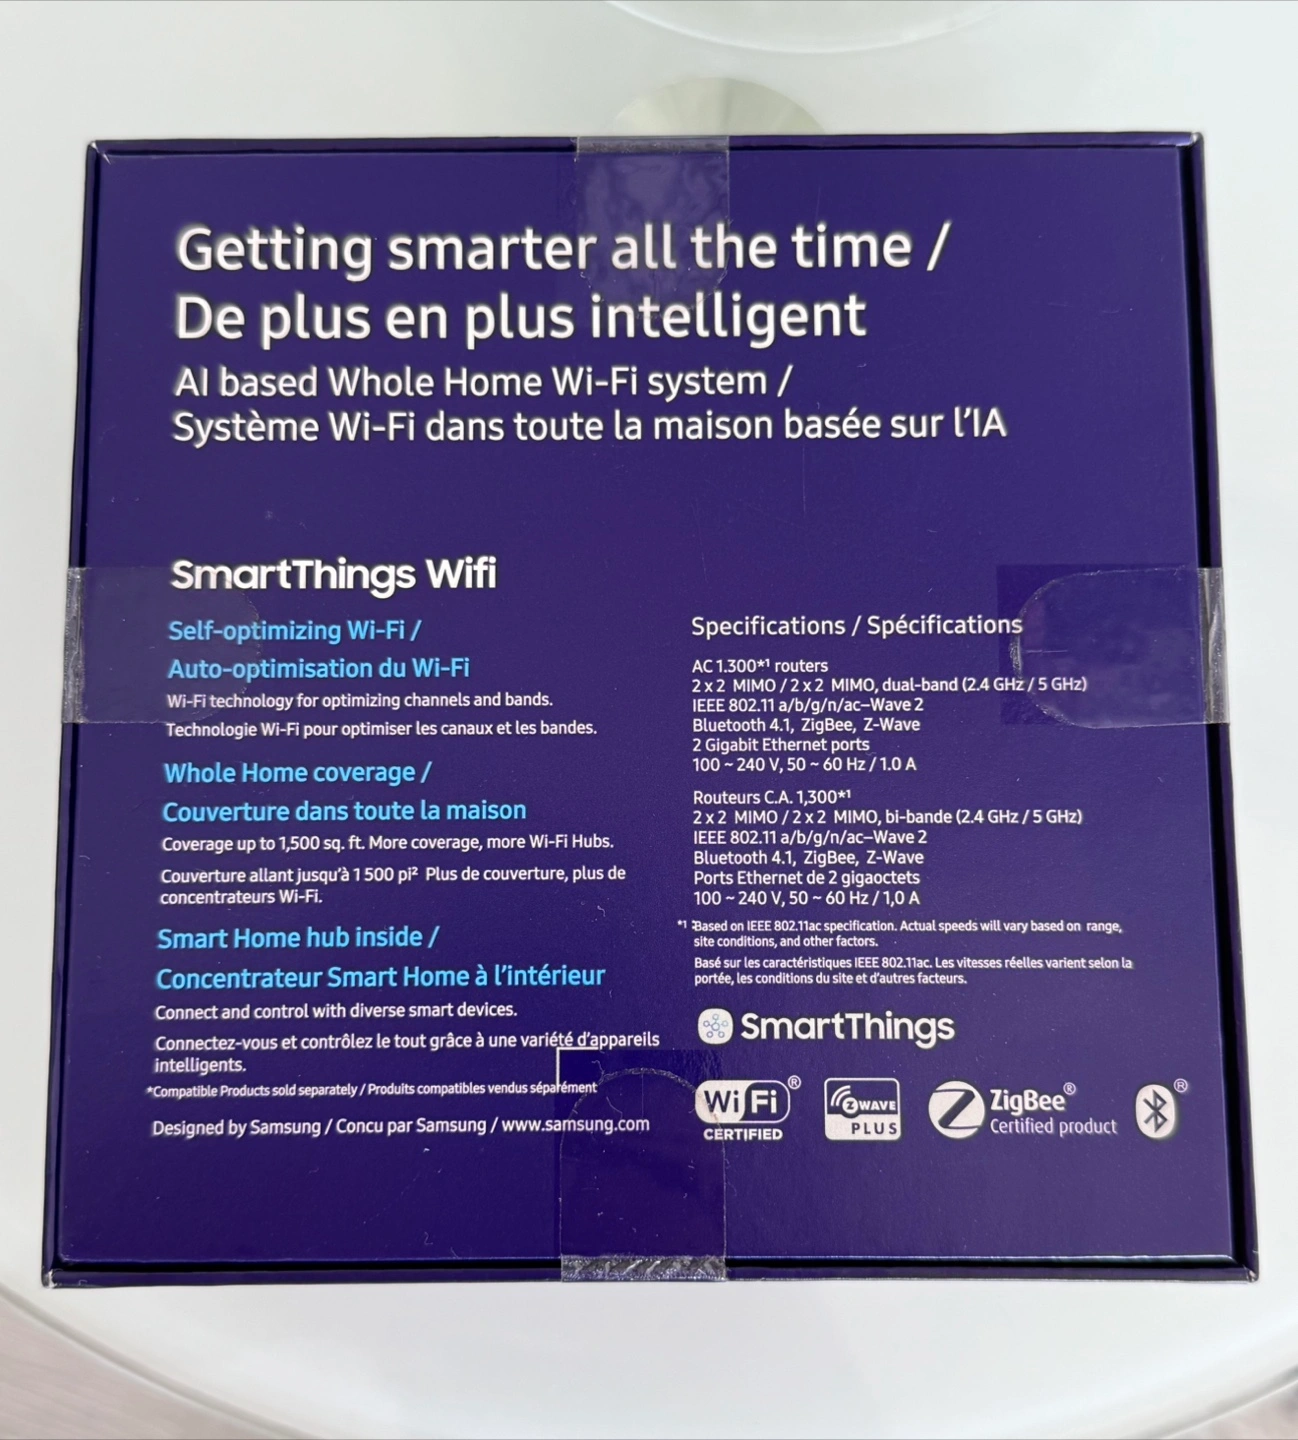 Getting smarter all the time /
De plus en plus intelligent
AI based Whole Home Wi-Fi system /
Système Wi-Fi dans toute la maison basée sur l'IA
SmartThings Wifi
Self-optimizing Wi-Fi /
Auto-optimisation du Wi-Fi
Wi-Fi technology for optimizing channels and bands.
Technologie Wi-Fi pour optimiser les canaux et les bandes.
Whole Home coverage /
Couverture dans toute la maison
Coverage up to 1,500 sq. ft. More coverage, more Wi-Fi Hubs.
Couverture allant jusqu'à 1 500 pi² Plus de couverture, plus de
concentrateurs Wi-Fi.
Smart Home hub inside /
Concentrateur Smart Home à l'intérieur
Connect and control with diverse smart devices.
Connectez-vous et contrôlez le tout grâce à une variété d'appareils
intelligents.
*Compatible Products sold separately / Produits compatibles vendus séparément
Designed by Samsung / Concu par Samsung / www.samsung.com
Specifications / Spécifications
AC 1.300*¹ routers
2 x 2 MIMO / 2 x 2 MIMO, dual-band (2.4 GHz / 5 GHz)
IEEE 802.11 a/b/g/n/ac–Wave 2
Bluetooth 4.1, ZigBee, Z-Wave
2 Gigabit Ethernet ports
100 ~ 240 V, 50 ~ 60 Hz / 1.0 A
Routeurs C.A. 1,300*¹
2 x 2 MIMO / 2 x 2 MIMO, bi-bande (2.4 GHz / 5 GHz)
IEEE 802.11 a/b/g/n/ac–Wave 2
Bluetooth 4.1, ZigBee, Z-Wave
Ports Ethernet de 2 gigaoctets
100 ~ 240 V, 50 ~ 60 Hz / 1,0 A
*1 Based on IEEE 802.11ac specification. Actual speeds will vary based on range,
site conditions, and other factors.
Basé sur les caractéristiques IEEE 802.11ac. Les vitesses réelles varient selon la
portée, les conditions du site et d'autres facteurs.
SmartThings
Wi Fi ®
CERTIFIED
Z WAVE
PLUS
ZigBee®
Certified product
®